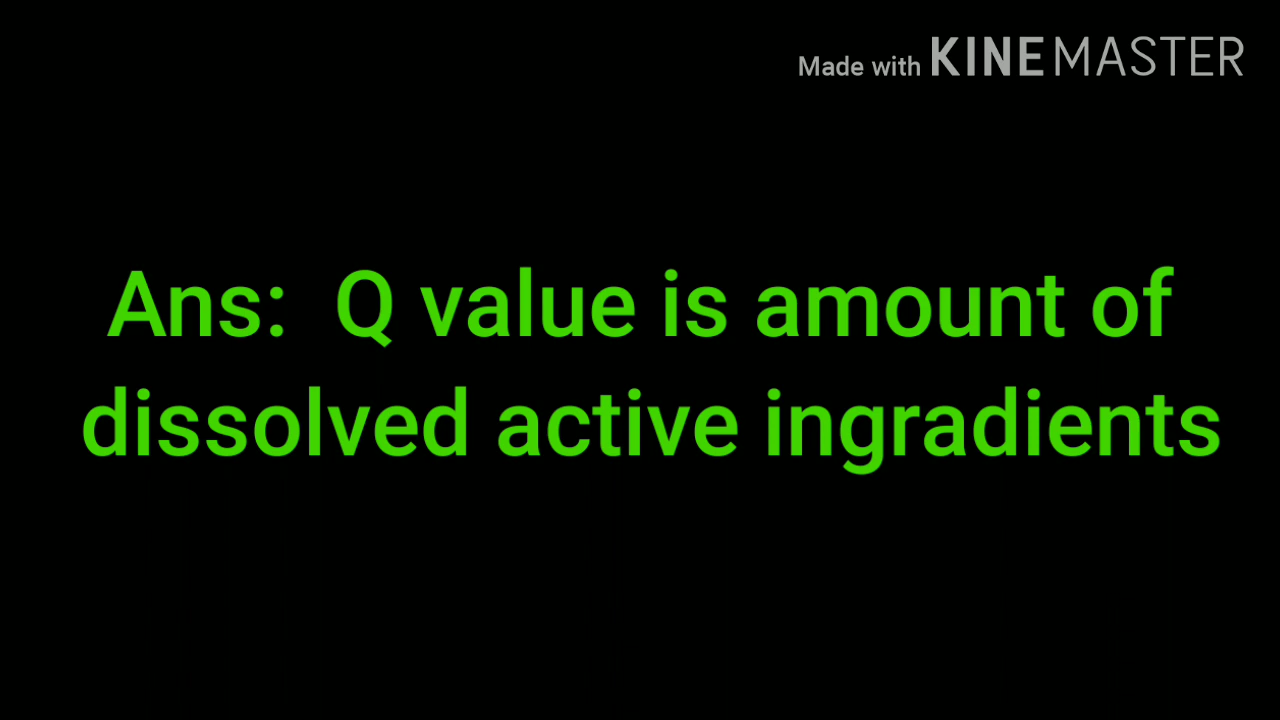 Made with KINEMASTER
Ans: Q value is amount of
dissolved active ingradients